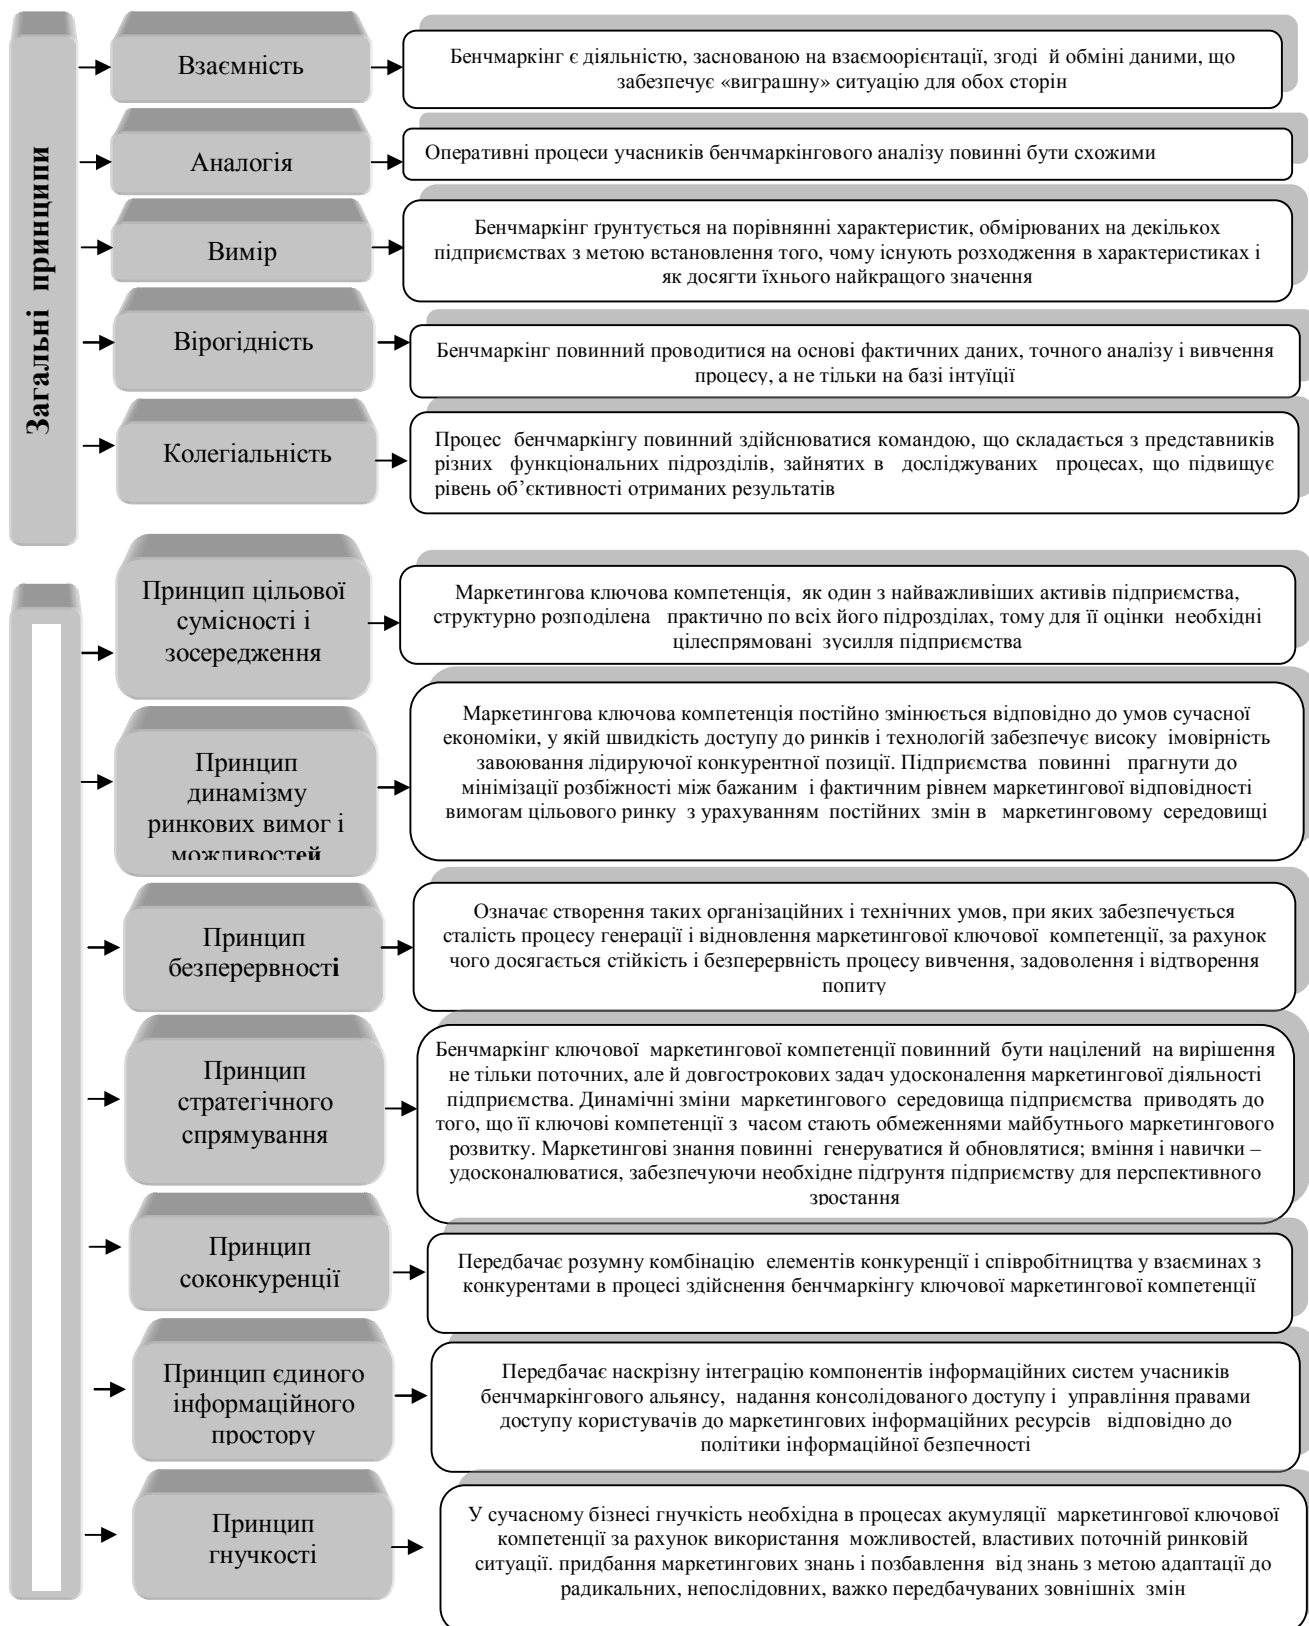 Загальні принципи
Взаємність
Бенчмаркінг є діяльністю, заснованою на взаємоорієнтації, згоді й обміні даними, що
забезпечує «виграшну» ситуацію для обох сторін
Аналогія
Оперативні процеси учасників бенчмаркінгового аналізу повинні бути схожими
Вимір
Бенчмаркінг ґрунтується на порівнянні характеристик, обмірюваних на декількох
підприємствах з метою встановлення того, чому існують розходження в характеристиках і
як досягти їхнього найкращого значення
Вірогідність
Бенчмаркінг повинний проводитися на основі фактичних даних, точного аналізу і вивчення
процесу, а не тільки на базі інтуїції
Колегіальність
Процес бенчмаркінгу повинний здійснюватися командою, що складається з представників
різних функціональних підрозділів, зайнятих в досліджуваних процесах, що підвищує
рівень об’єктивності отриманих результатів
Принцип цільової
сумісності і
зосередження
Маркетингова ключова компетенція, як один з найважливіших активів підприємства,
структурно розподілена практично по всіх його підрозділах, тому для її оцінки необхідні
цілеспрямовані зусилля підприємства
Принцип
динамізму
ринкових вимог і
можливостей
Маркетингова ключова компетенція постійно змінюється відповідно до умов сучасної
економіки, у якій швидкість доступу до ринків і технологій забезпечує високу імовірність
завоювання лідируючої конкурентної позиції. Підприємства повинні прагнути до
мінімізації розбіжності між бажаним і фактичним рівнем маркетингової відповідності
вимогам цільового ринку з урахуванням постійних змін в маркетинговому середовищі
Принцип
безперервності
Означає створення таких організаційних і технічних умов, при яких забезпечується
сталість процесу генерації і відновлення маркетингової ключової компетенції, за рахунок
чого досягається стійкість і безперервність процесу вивчення, задоволення і відтворення
попиту
Принцип
стратегічного
спрямування
Бенчмаркінг ключової маркетингової компетенції повинний бути націлений на вирішення
не тільки поточних, але й довгострокових задач удосконалення маркетингової діяльності
підприємства. Динамічні зміни маркетингового середовища підприємства приводять до
того, що її ключові компетенції з часом стають обмеженнями майбутнього маркетингового
розвитку. Маркетингові знання повинні генеруватися й обновлятися; вміння і навички –
удосконалюватися, забезпечуючи необхідне підґрунтя підприємству для перспективного
зростання
Принцип
соконкуренції
Передбачає розумну комбінацію елементів конкуренції і співробітництва у взаєминах з
конкурентами в процесі здійснення бенчмаркінгу ключової маркетингової компетенції
Принцип єдиного
інформаційного
простору
Передбачає наскрізну інтеграцію компонентів інформаційних систем учасників
бенчмаркінгового альянсу, надання консолідованого доступу і управління правами
доступу користувачів до маркетингових інформаційних ресурсів відповідно до
політики інформаційної безпечності
Принцип
гнучкості
У сучасному бізнесі гнучкість необхідна в процесах акумуляції маркетингової ключової
компетенції за рахунок використання можливостей, властивих поточній ринковій
ситуації. придбання маркетингових знань і позбавлення від знань з метою адаптації до
радикальних, непослідовних, важко передбачуваних зовнішніх змін